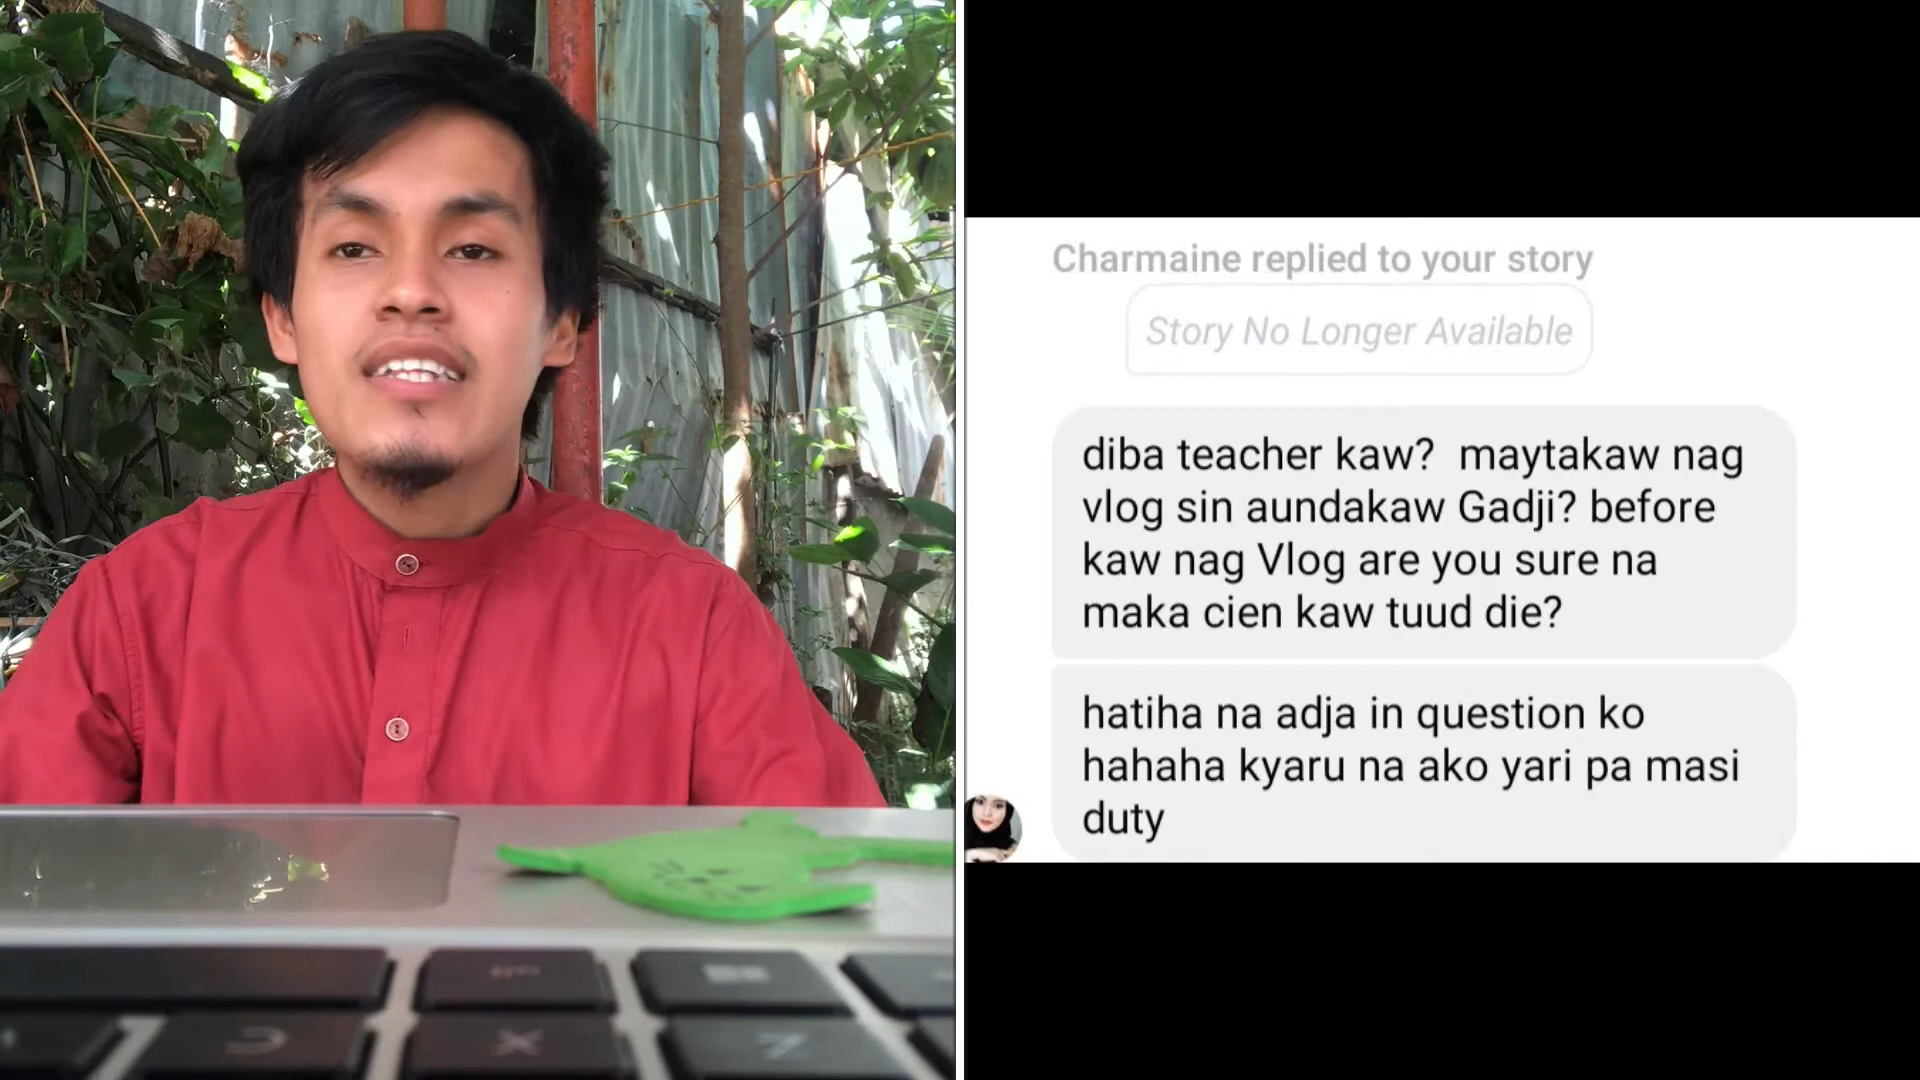 Charmaine replied to your story
Story No Longer Available
diba teacher kaw?  maytakaw nag
vlog sin aundakaw Gadji? before
kaw nag Vlog are you sure na
maka cien kaw tuud die?
hatiha na adja in question ko
hahaha kyaru na ako yari pa masi
duty